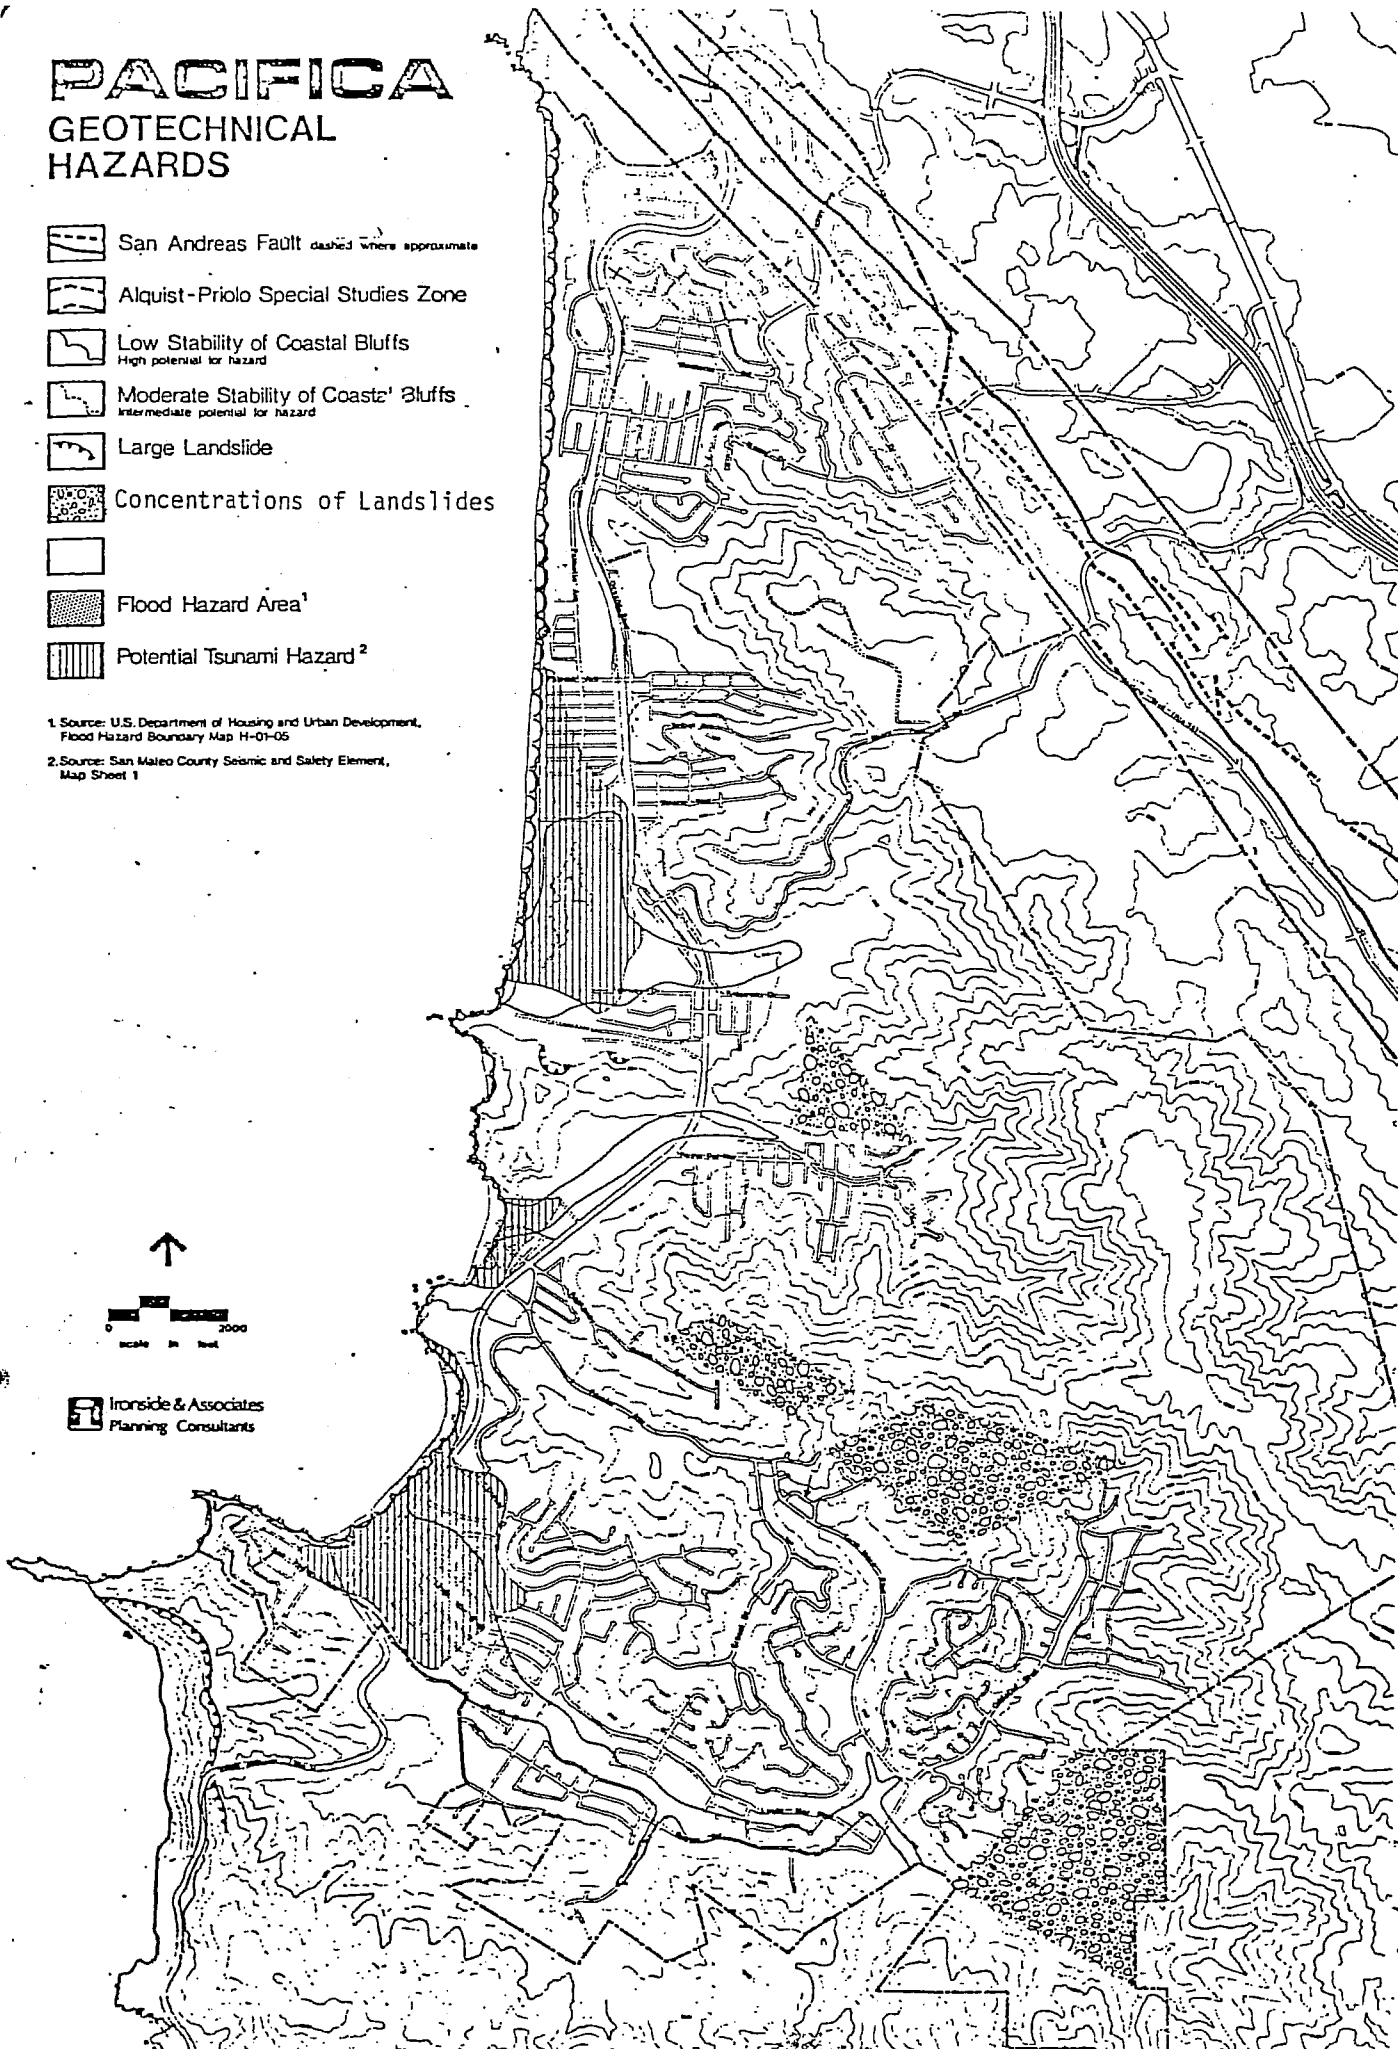 PACIFICA
GEOTECHNICAL
HAZARDS
San Andreas Fault dashed where approximate
Alquist-Priolo Special Studies Zone
Low Stability of Coastal Bluffs
High potential for hazard
Moderate Stability of Coasta' Bluffs
Intermediate potential for hazard
Large Landslide
Concentrations of Landslides
Flood Hazard Area¹
Potential Tsunami Hazard ²
1. Source: U.S. Department of Housing and Urban Development,
Flood Hazard Boundary Map H-01-05
2. Source: San Mateo County Seismic and Safety Element,
Map Sheet 1
0 2000
scale in feet
Ironside & Associates
Planning Consultants